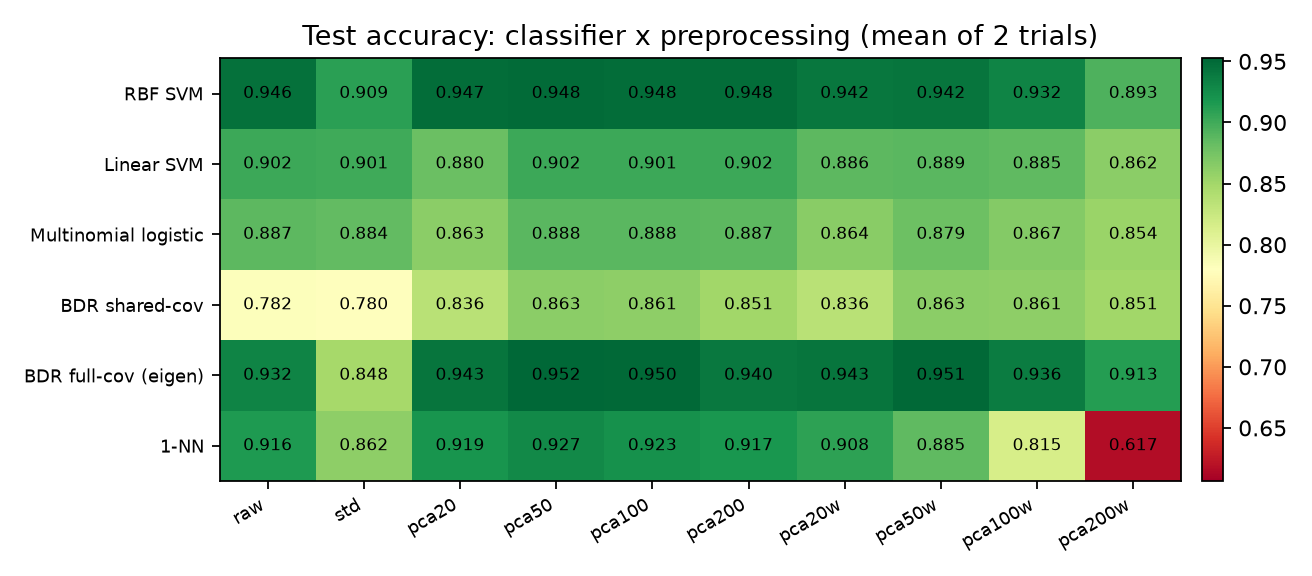 Test accuracy: classifier x preprocessing (mean of 2 trials)
RBF SVM 0.946 0.909 0.947 0.948 0.948 0.948 0.942 0.942 0.932 0.893
Linear SVM 0.902 0.901 0.880 0.902 0.901 0.902 0.886 0.889 0.885 0.862
Multinomial logistic 0.887 0.884 0.863 0.888 0.888 0.887 0.864 0.879 0.867 0.854
BDR shared-cov 0.782 0.780 0.836 0.863 0.861 0.851 0.836 0.863 0.861 0.851
BDR full-cov (eigen) 0.932 0.848 0.943 0.952 0.950 0.940 0.943 0.951 0.936 0.913
1-NN 0.916 0.862 0.919 0.927 0.923 0.917 0.908 0.885 0.815 0.617
raw std pca20 pca50 pca100 pca200 pca20w pca50w pca100w pca200w
0.95
0.90
0.85
0.80
0.75
0.70
0.65